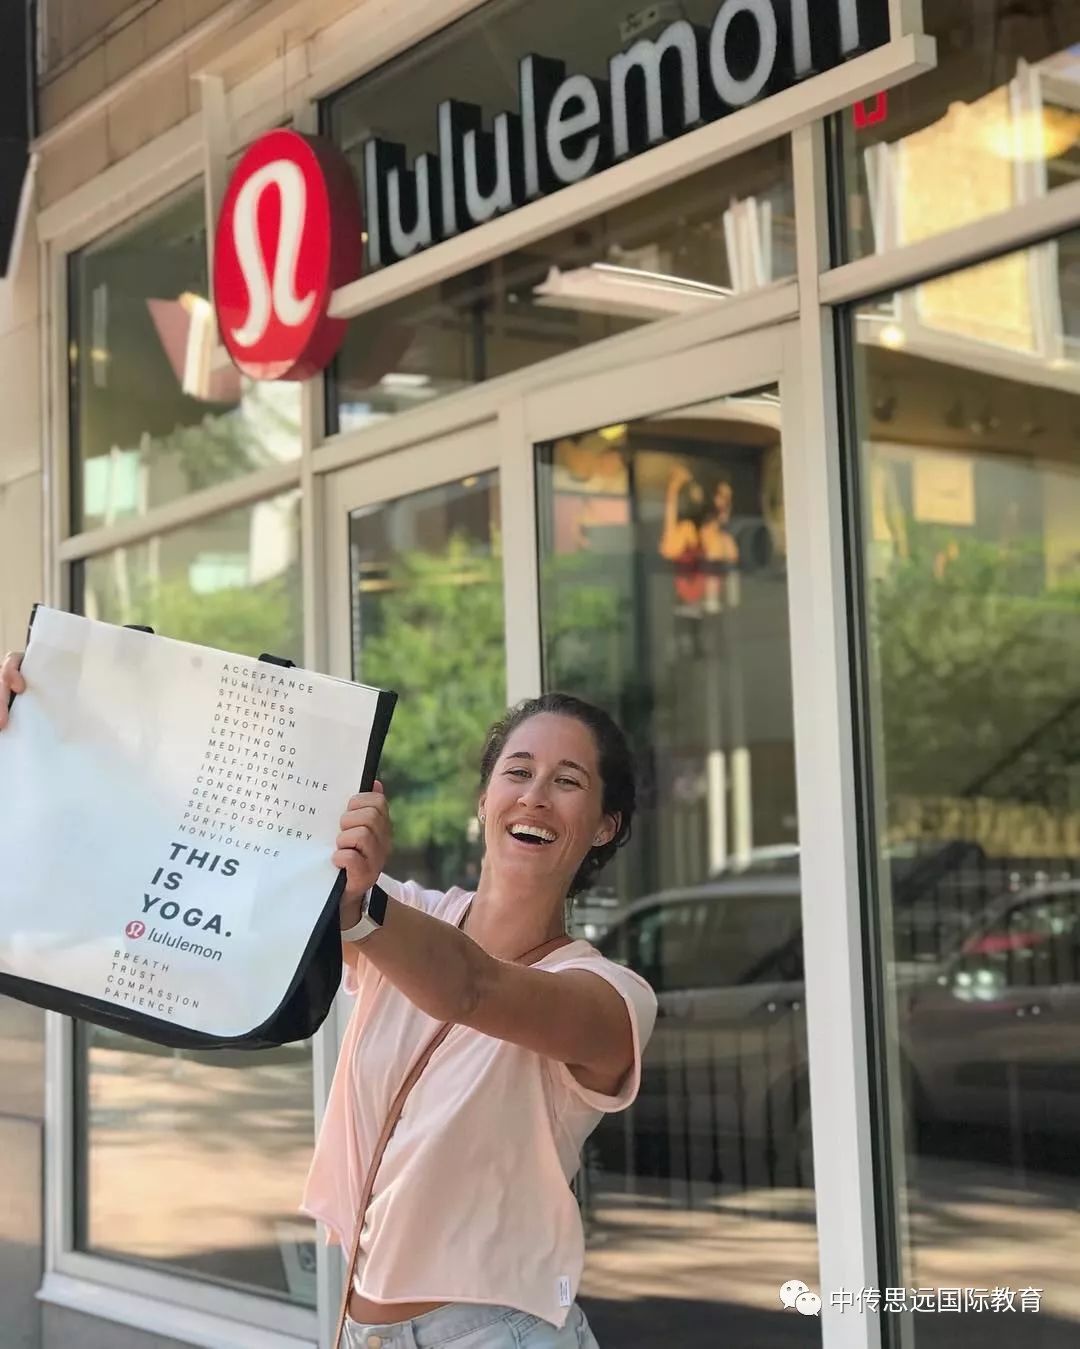 lululemon
ACCEPTANCE
HUMILITY
STILLNESS
ATTENTION
DEVOTION
LETTING GO
MEDITATION
SELF-DISCIPLINE
INTENTION
CONCENTRATION
GENEROSITY
SELF-DISCOVERY
PURITY
NONVIOLENCE
THIS
IS
YOGA.
lululemon
BREATH
TRUST
COMPASSION
PATIENCE
中传思远国际教育